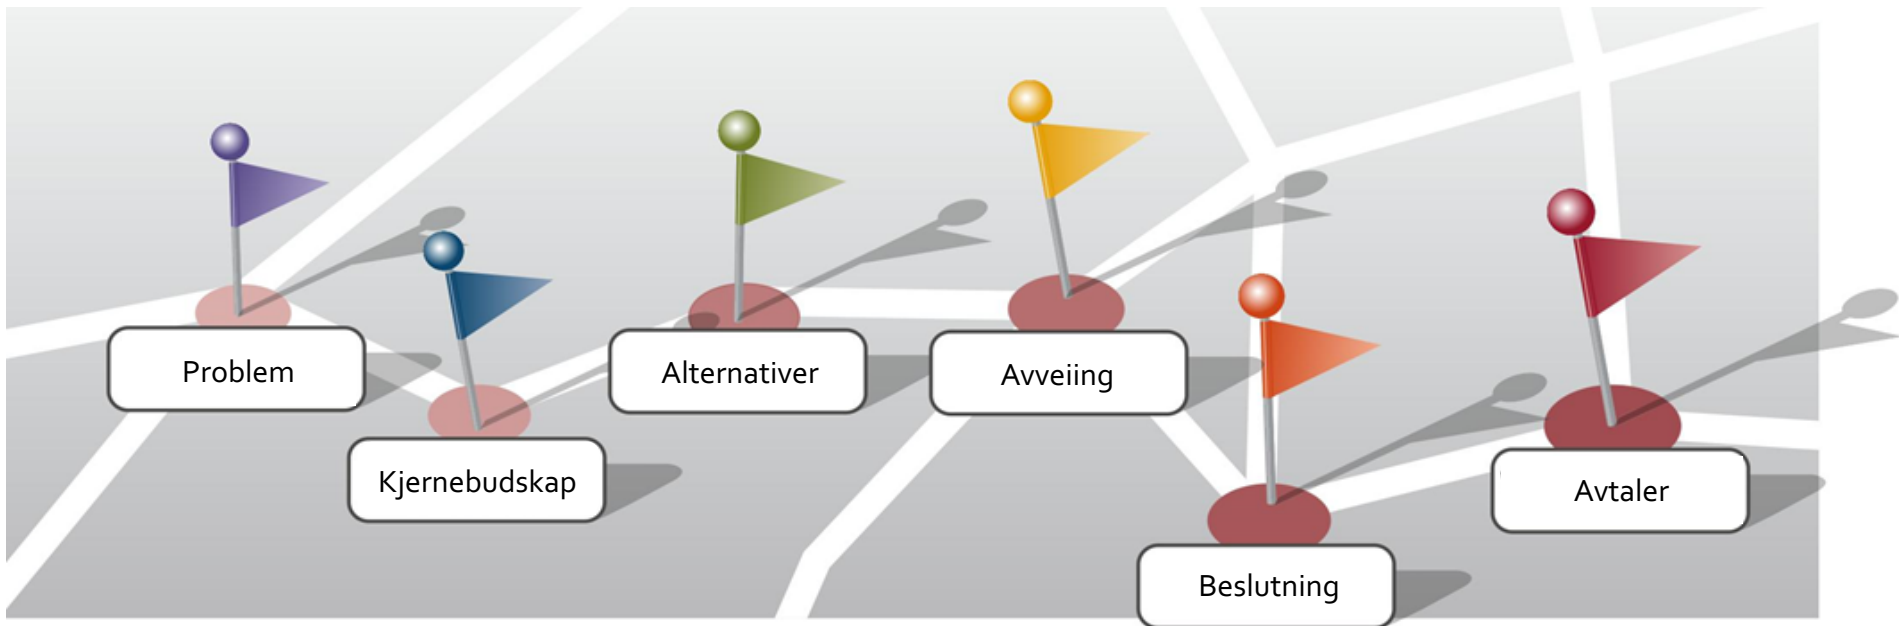 Problem
Kjernebudskap
Alternativer
Avveiing
Beslutning
Avtaler